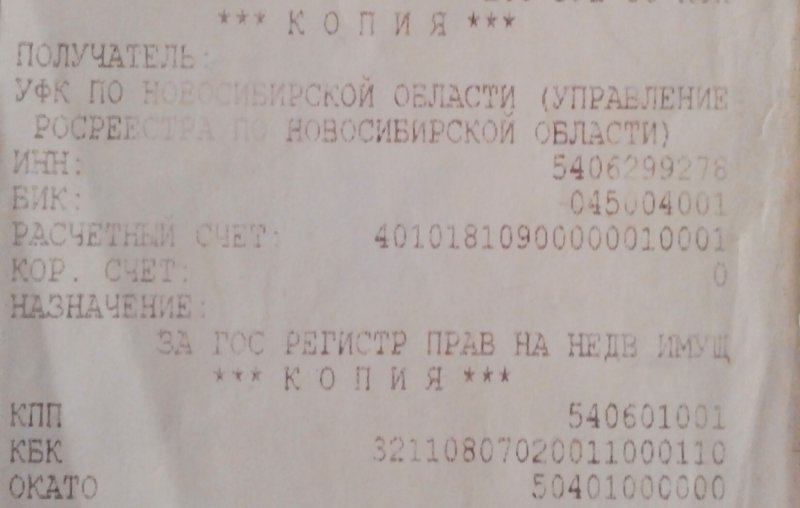 *** К О П И Я ***
ПОЛУЧАТЕЛЬ:
УФК ПО НОВОСИБИРСКОЙ ОБЛАСТИ (УПРАВЛЕНИЕ
РОСРЕЕСТРА ПО НОВОСИБИРСКОЙ ОБЛАСТИ)
ИНН: 5406299278
БИК: 045004001
РАСЧЕТНЫЙ СЧЕТ: 40101810900000010001
КОР. СЧЕТ: 0
НАЗНАЧЕНИЕ:
ЗА ГОС РЕГИСТР ПРАВ НА НЕДВ ИМУЩ
*** К О П И Я ***
КПП 540601001
КБК 32110807020011000110
ОКАТО 50401000000